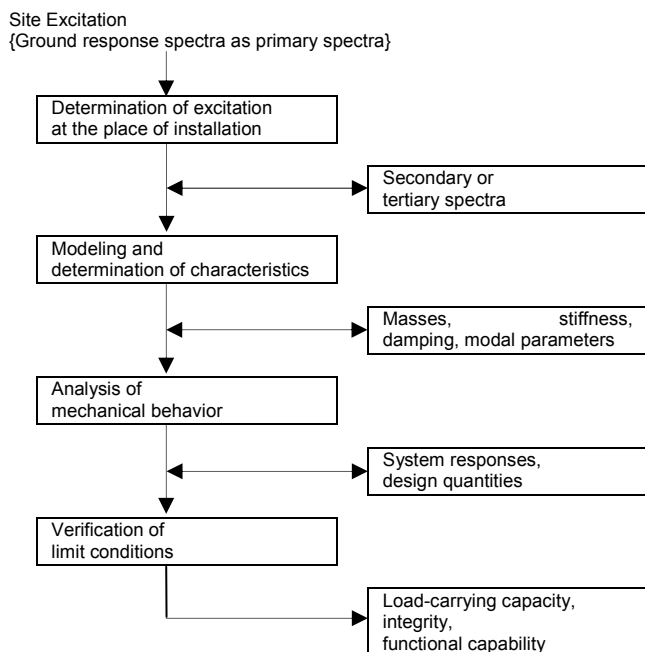 Site Excitation
{Ground response spectra as primary spectra}
Determination of excitation
at the place of installation
Secondary or
tertiary spectra
Modeling and
determination of characteristics
Masses, stiffness,
damping, modal parameters
Analysis of
mechanical behavior
System responses,
design quantities
Verification of
limit conditions
Load-carrying capacity,
integrity,
functional capability